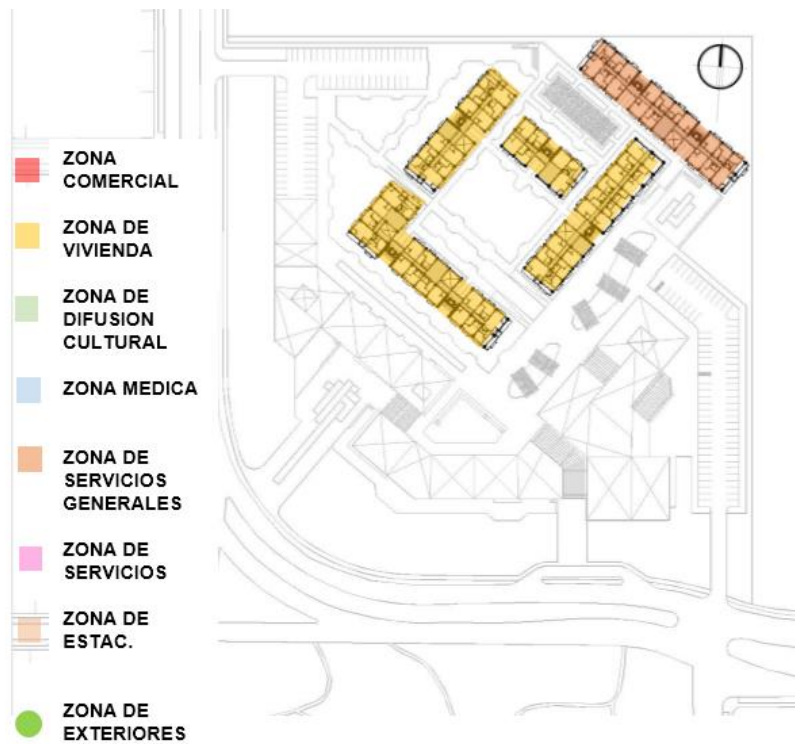 ZONA
COMERCIAL
ZONA DE
VIVIENDA
ZONA DE
DIFUSION
CULTURAL
ZONA MEDICA
ZONA DE
SERVICIOS
GENERALES
ZONA DE
SERVICIOS
ZONA DE
ESTAC.
ZONA DE
EXTERIORES